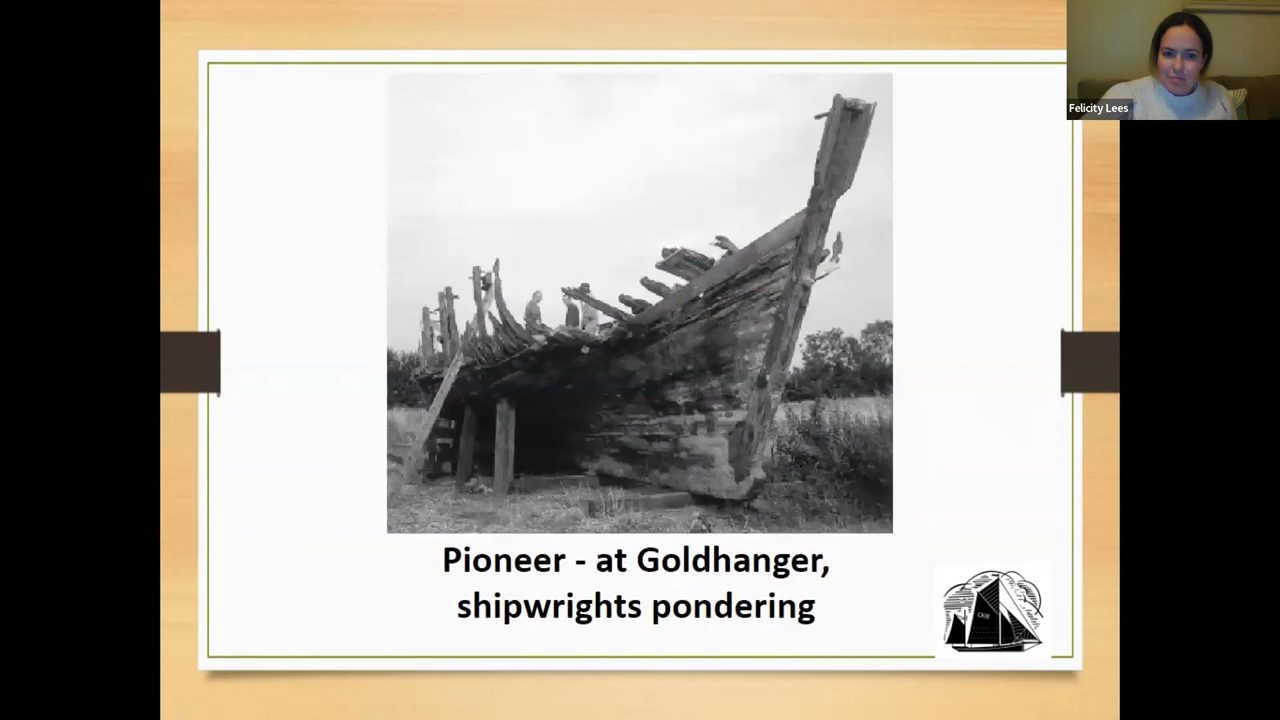 Felicity Lees
Pioneer - at Goldhanger,
shipwrights pondering